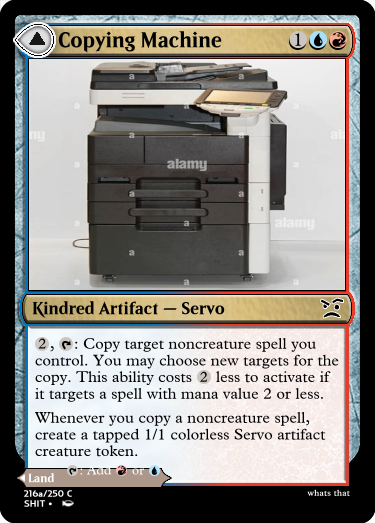 Copying Machine 1
alamy
alamy
alamy
Kindred Artifact — Servo
2, : Copy target noncreature spell you
control. You may choose new targets for the
copy. This ability costs 2 less to activate if
it targets a spell with mana value 2 or less.
Whenever you copy a noncreature spell,
create a tapped 1/1 colorless Servo artifact
creature token.
Land
: Add or
216a/250 C
SHIT •
whats that